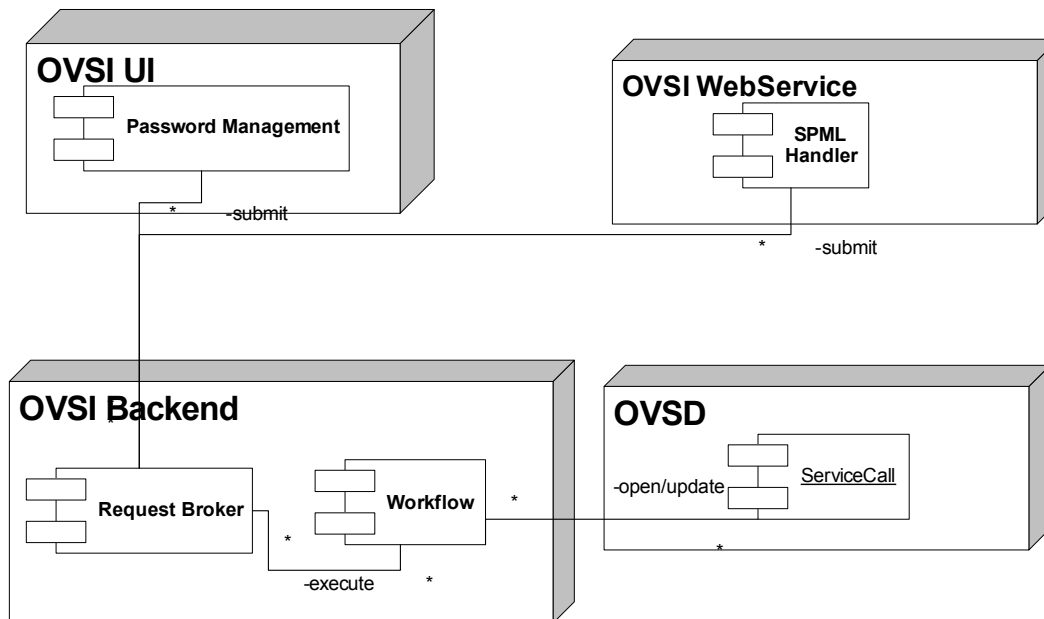 OVSI UI
Password Management
* -submit
OVSI WebService
SPML
Handler
* -submit
OVSI Backend
*
Request Broker
*
-execute
Workflow
*
*
OVSD
-open/update
ServiceCall
*